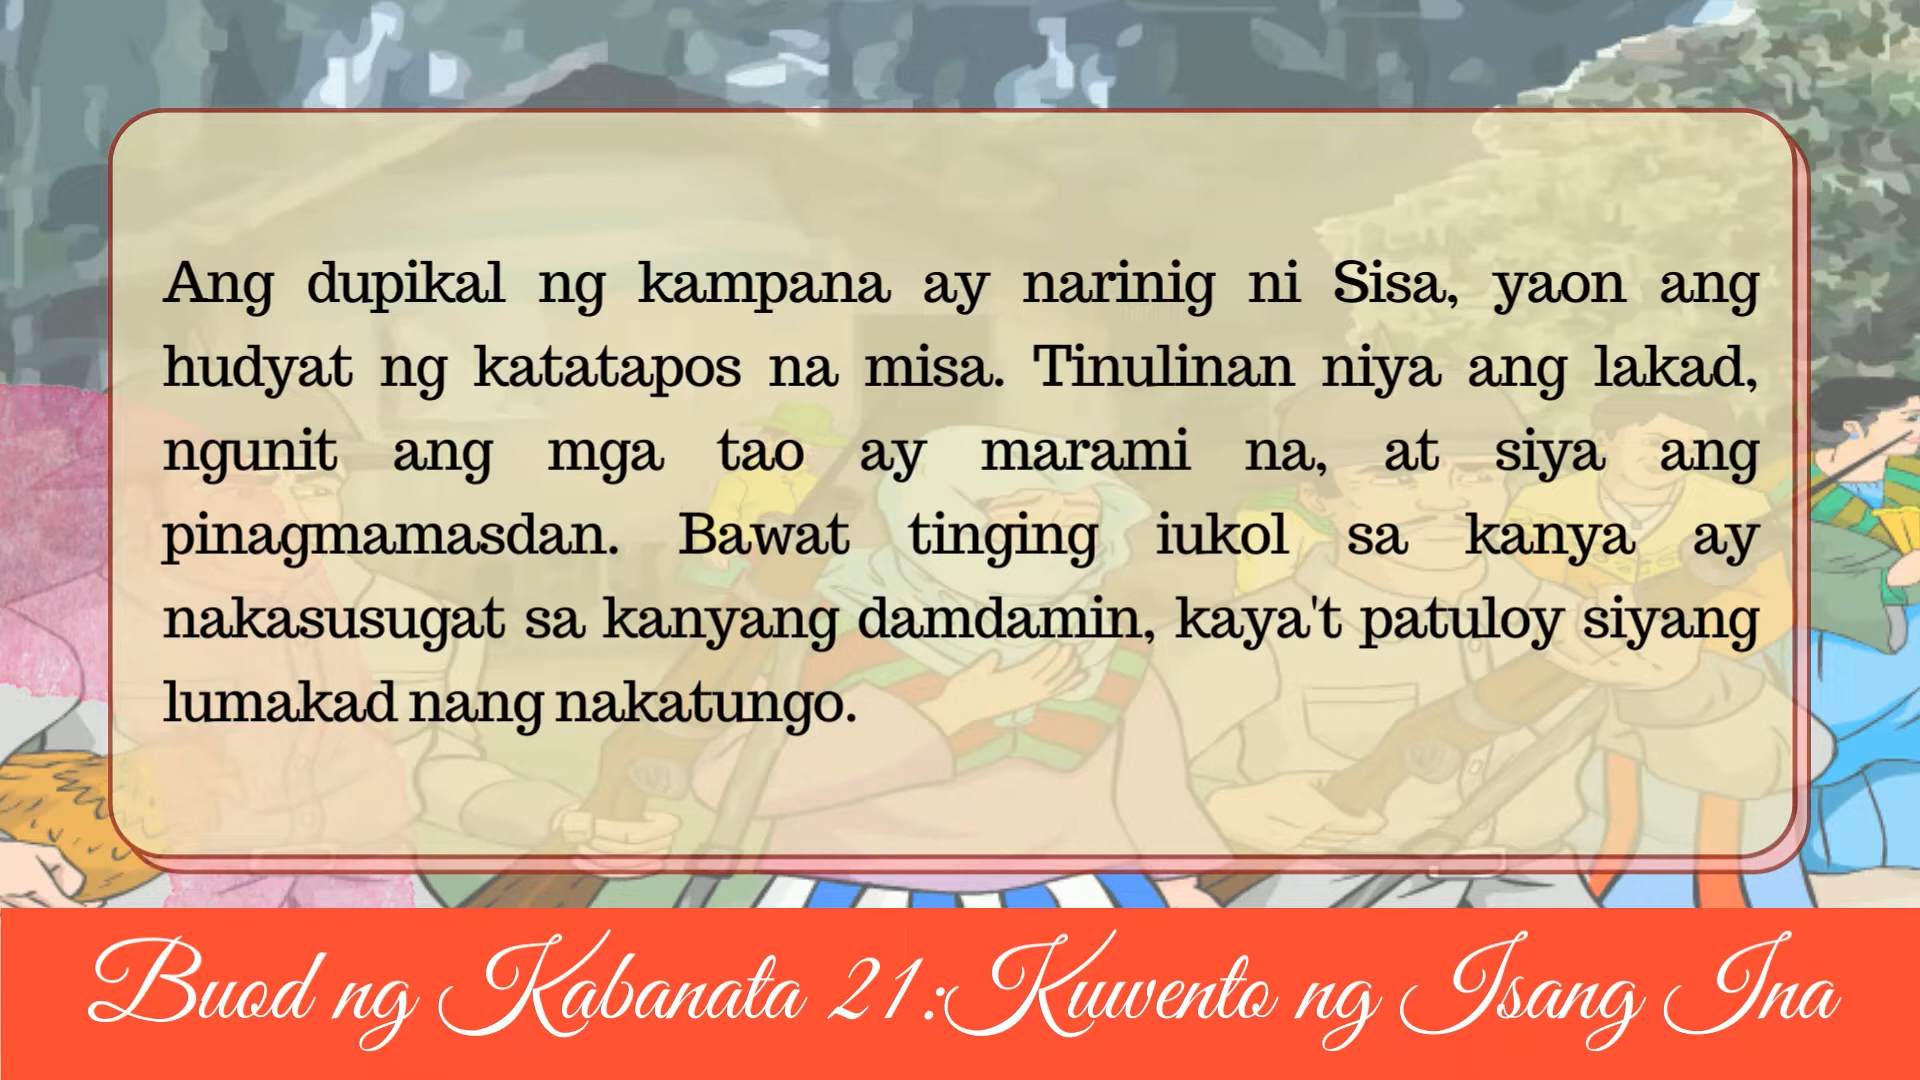 Ang dupikal ng kampana ay narinig ni Sisa, yaon ang
hudyat ng katatapos na misa. Tinulinan niya ang lakad,
ngunit ang mga tao ay marami na, at siya ang
pinagmamasdan. Bawat tinging iukol sa kanya ay
nakasusugat sa kanyang damdamin, kaya't patuloy siyang
lumakad nang nakatungo.
Buod ng Kabanata 21:Kuwento ng Isang Ina